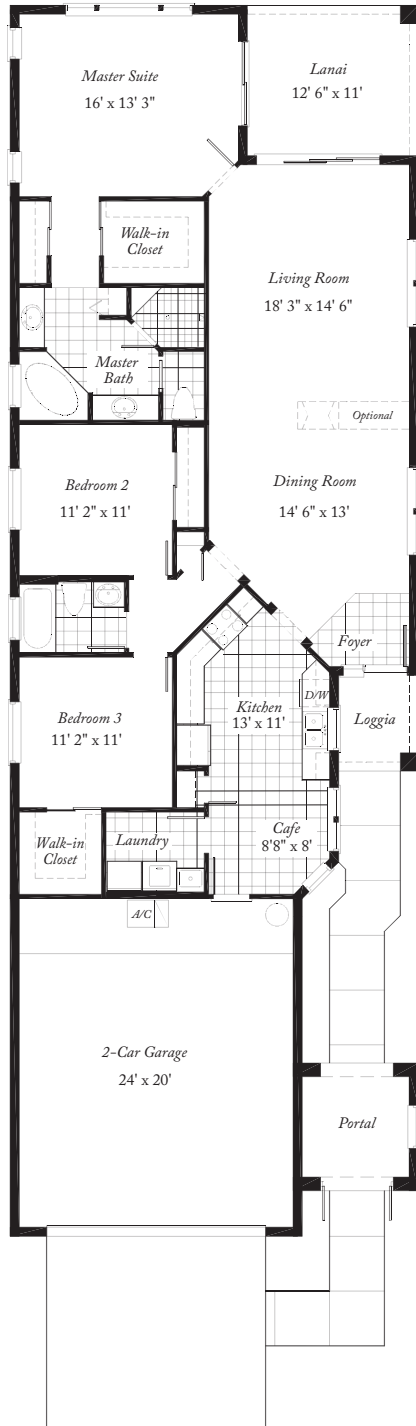 Master Suite
16' x 13' 3"
Lanai
12' 6" x 11'
Walk-in
Closet
Living Room
18' 3" x 14' 6"
Master
Bath
Optional
Bedroom 2
11' 2" x 11'
Dining Room
14' 6" x 13'
Foyer
D/W
Kitchen
13' x 11'
Loggia
Bedroom 3
11' 2" x 11'
Cafe
8'8" x 8'
Laundry
Walk-in
Closet
A/C
2-Car Garage
24' x 20'
Portal